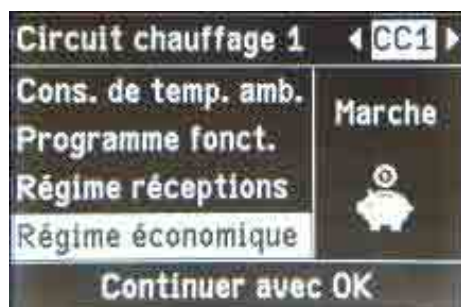 Circuit chauffage 1 CC1
Cons. de temp. amb.
Programme fonct.
Régime réceptions
Régime économique
Marche
Continuer avec OK